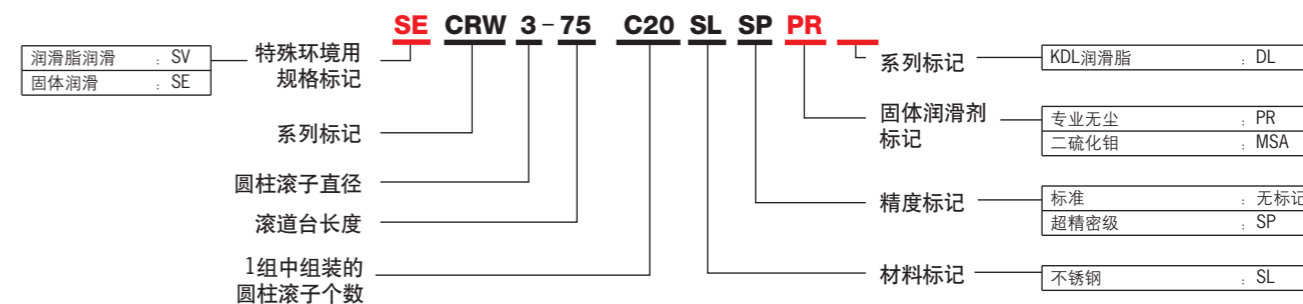 SE CRW 3-75 C20 SL SP PR
润滑脂润滑 : SV
固体润滑 : SE
特殊环境用
规格标记
系列标记
圆柱滚子直径
滚道台长度
1组中组装的
圆柱滚子个数
系列标记
KDL润滑脂 : DL
固体润滑剂
标记
专业无尘 : PR
二硫化钼 : MSA
精度标记
标准 : 无标记
超精密级 : SP
材料标记
不锈钢 : SL